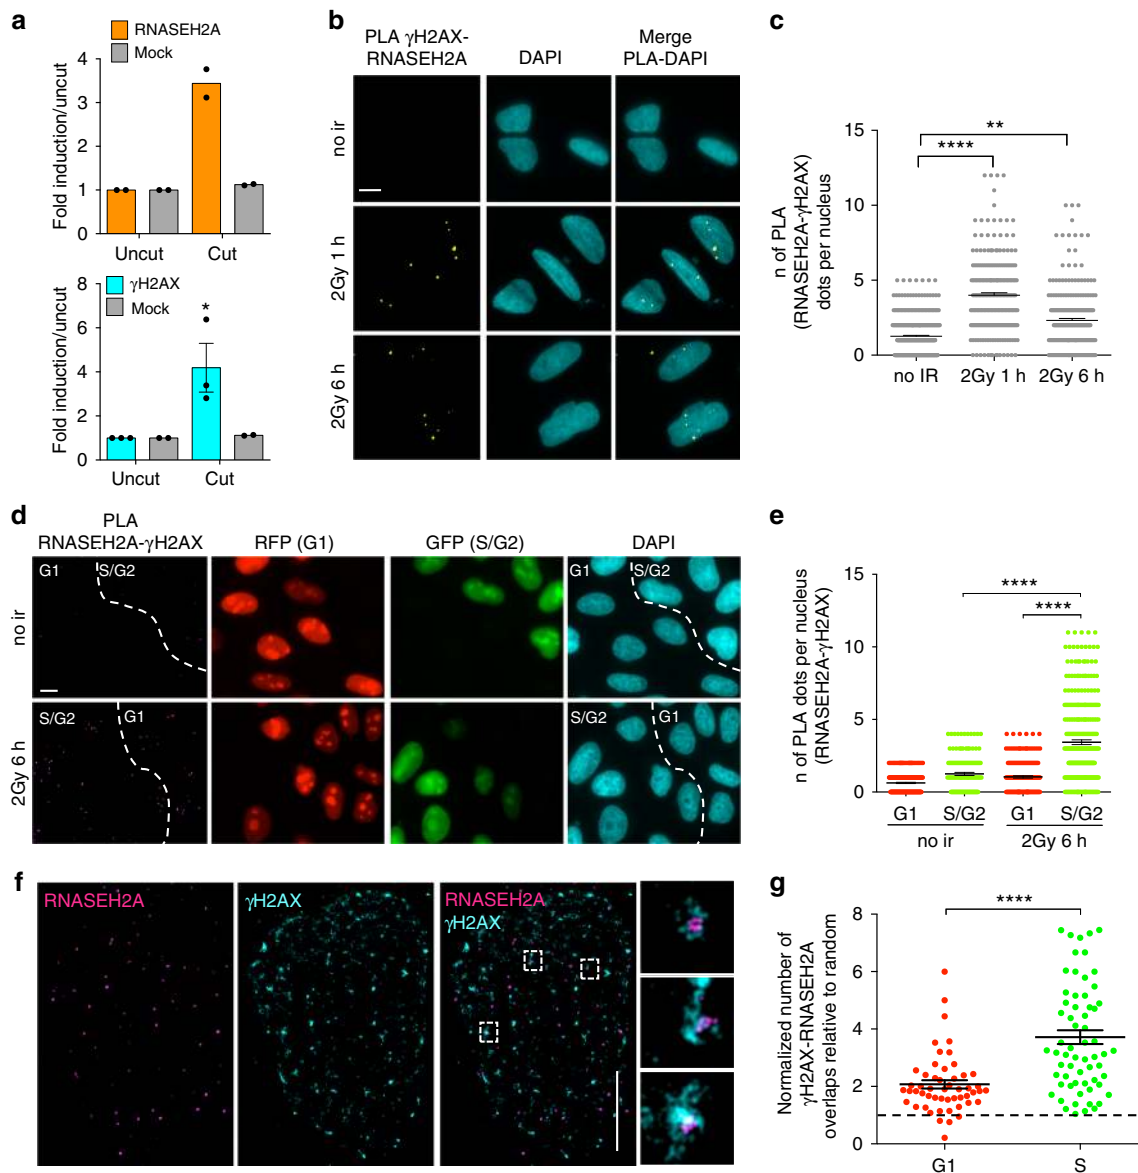 a
RNASEH2A
Mock
Fold induction/uncut
4
3
2
1
0
Uncut
Cut
γH2AX
Mock
Fold induction/uncut
8
6
4
2
0
*
Uncut
Cut
b
PLA γH2AX-
RNASEH2A
DAPI
Merge
PLA-DAPI
no ir
2Gy 1 h
2Gy 6 h
c
n of PLA
(RNASEH2A-γH2AX)
dots per nucleus
15
10
5
0
**
****
no IR
2Gy 1 h
2Gy 6 h
d
PLA
RNASEH2A-γH2AX
RFP (G1)
GFP (S/G2)
DAPI
G1
S/G2
S/G2
no ir
S/G2
G1
S/G2
G1
2Gy 6 h
e
n of PLA dots per nucleus
(RNASEH2A-γH2AX)
15
10
5
0
****
****
G1
S/G2
G1
S/G2
no ir
2Gy 6 h
f
RNASEH2A
γH2AX
RNASEH2A
γH2AX
g
Normalized number of
γH2AX-RNASEH2A
overlaps relative to random
8
6
4
2
0
****
G1
S